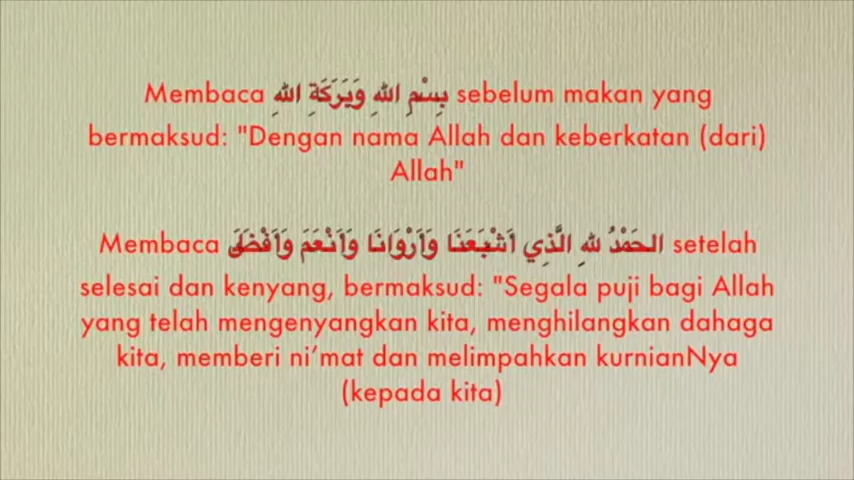 Membaca بِسْمِ اللهِ وَبَرَكَةِ اللهِ sebelum makan yang
bermaksud: "Dengan nama Allah dan keberkatan (dari)
Allah"
Membaca الحَمْدُ للهِ الَّذِي اَشْبَعَنَا وَاَرْوَانَا وَاَنْعَمَ وَاَفْضَلَ setelah
selesai dan kenyang, bermaksud: "Segala puji bagi Allah
yang telah mengenyangkan kita, menghilangkan dahaga
kita, memberi ni’mat dan melimpahkan kurnianNya
(kepada kita)